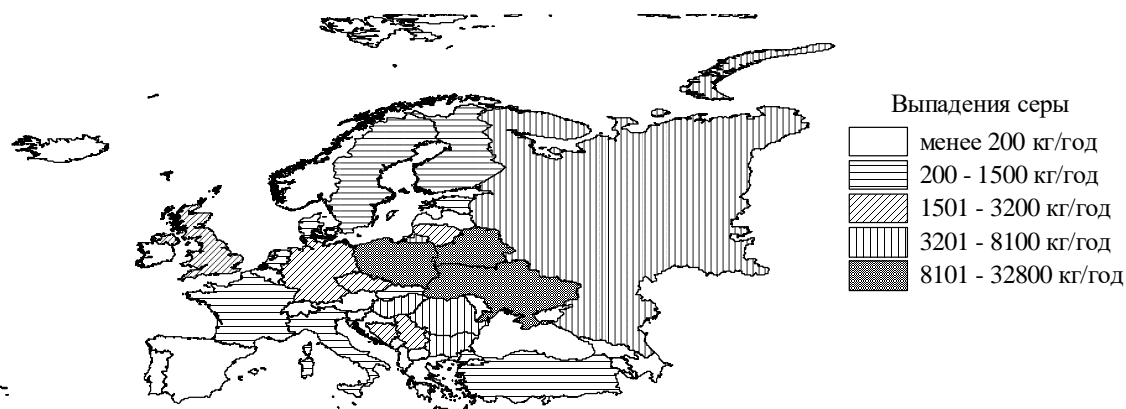 Выпадения серы
менее 200 кг/год
200 - 1500 кг/год
1501 - 3200 кг/год
3201 - 8100 кг/год
8101 - 32800 кг/год